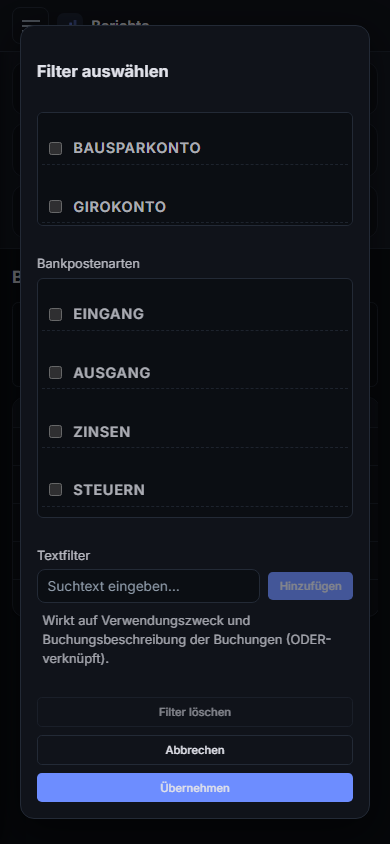 Berichte
Filter auswählen
BAUSPARKONTO
GIROKONTO
Bankpostenarten
EINGANG
AUSGANG
ZINSEN
STEUERN
Textfilter
Suchtext eingeben...
Hinzufügen
Wirkt auf Verwendungszweck und
Buchungsbeschreibung der Buchungen (ODER-
verknüpft).
Filter löschen
Abbrechen
Übernehmen